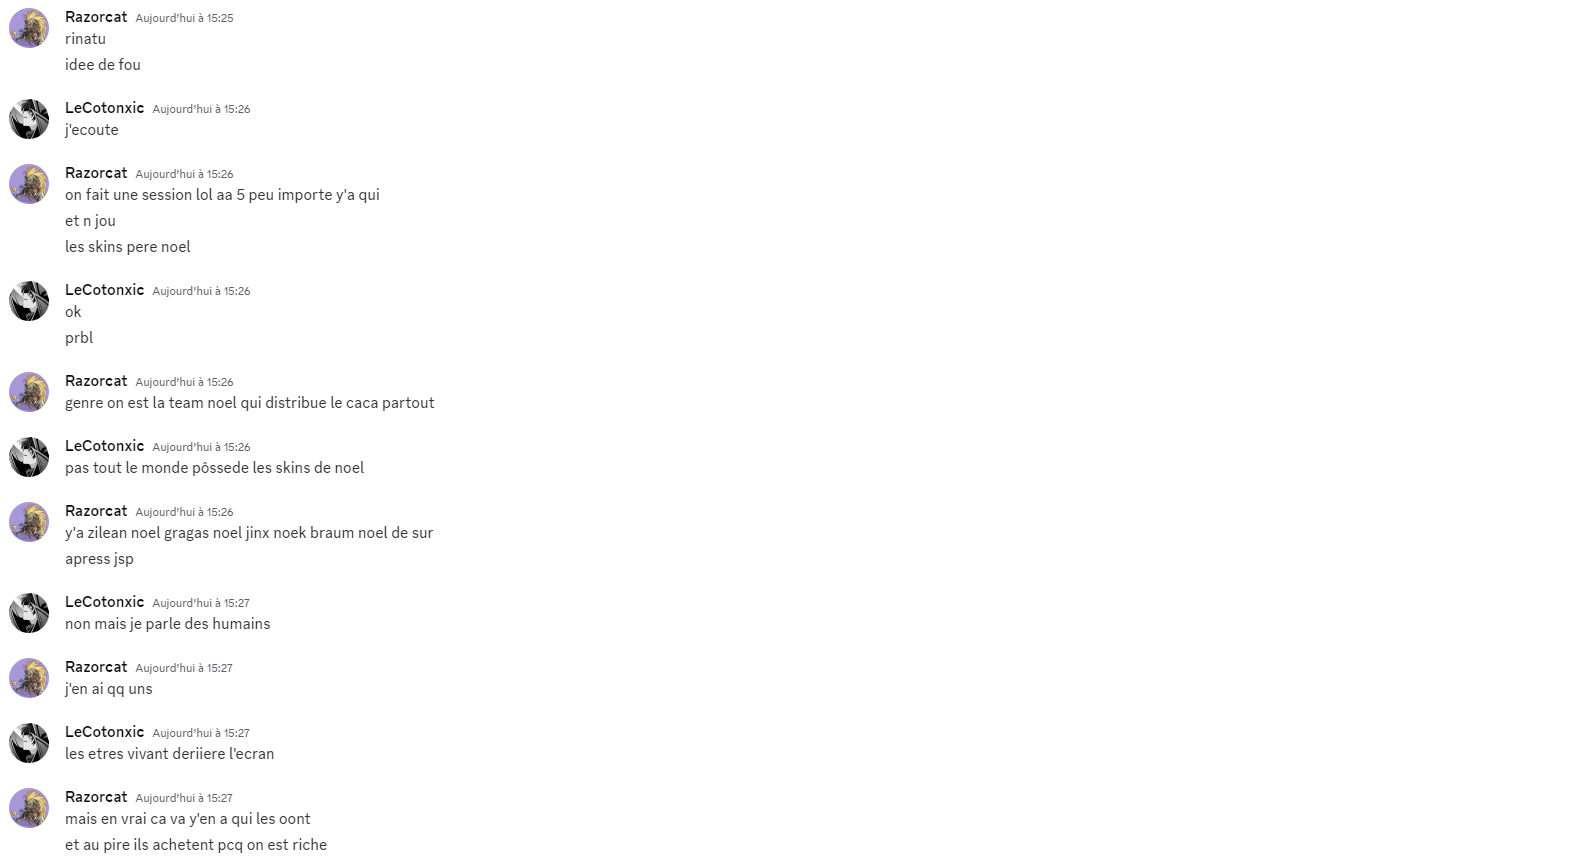 Razorcat Aujourd'hui à 15:25
rinatu
idee de fou
LeCotonxic Aujourd'hui à 15:26
j'ecoute
Razorcat Aujourd'hui à 15:26
on fait une session lol aa 5 peu importe y'a qui
et n jou
les skins pere noel
LeCotonxic Aujourd'hui à 15:26
ok
prbl
Razorcat Aujourd'hui à 15:26
genre on est la team noel qui distribue le caca partout
LeCotonxic Aujourd'hui à 15:26
pas tout le monde pôssede les skins de noel
Razorcat Aujourd'hui à 15:26
y'a zilean noel gragas noel jinx noek braum noel de sur
apress jsp
LeCotonxic Aujourd'hui à 15:27
non mais je parle des humains
Razorcat Aujourd'hui à 15:27
j'en ai qq uns
LeCotonxic Aujourd'hui à 15:27
les etres vivant deriiere l'ecran
Razorcat Aujourd'hui à 15:27
mais en vrai ca va y'en a qui les oont
et au pire ils achetent pcq on est riche